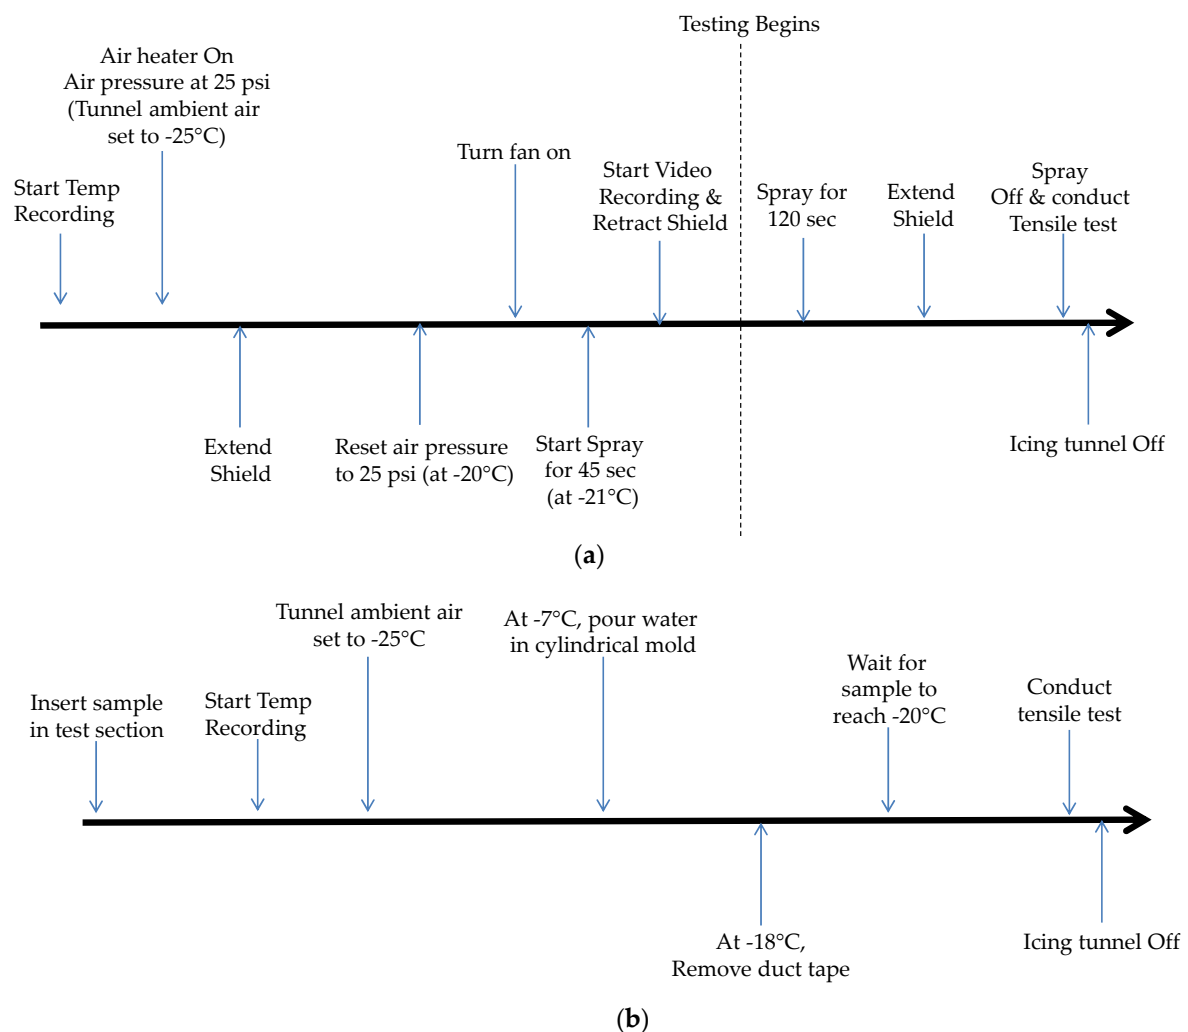 Testing Begins
Air heater On
Air pressure at 25 psi
(Tunnel ambient air
set to -25°C)
Start Temp
Recording
Turn fan on
Start Video
Recording &
Retract Shield
Spray for
120 sec
Extend
Shield
Spray
Off & conduct
Tensile test
Extend
Shield
Reset air pressure
to 25 psi (at -20°C)
Start Spray
for 45 sec
(at -21°C)
Icing tunnel Off
(a)
Insert sample
in test section
Start Temp
Recording
Tunnel ambient air
set to -25°C
At -7°C, pour water
in cylindrical mold
Wait for
sample to
reach -20°C
Conduct
tensile test
At -18°C,
Remove duct tape
Icing tunnel Off
(b)